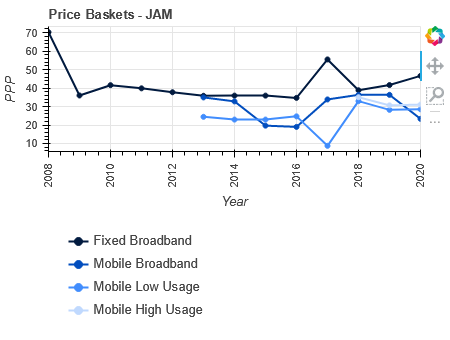 Price Baskets - JAM
70
60
50
40
30
20
10
PPP
2008
2010
2012
2014
2016
2018
2020
Year
Fixed Broadband
Mobile Broadband
Mobile Low Usage
Mobile High Usage